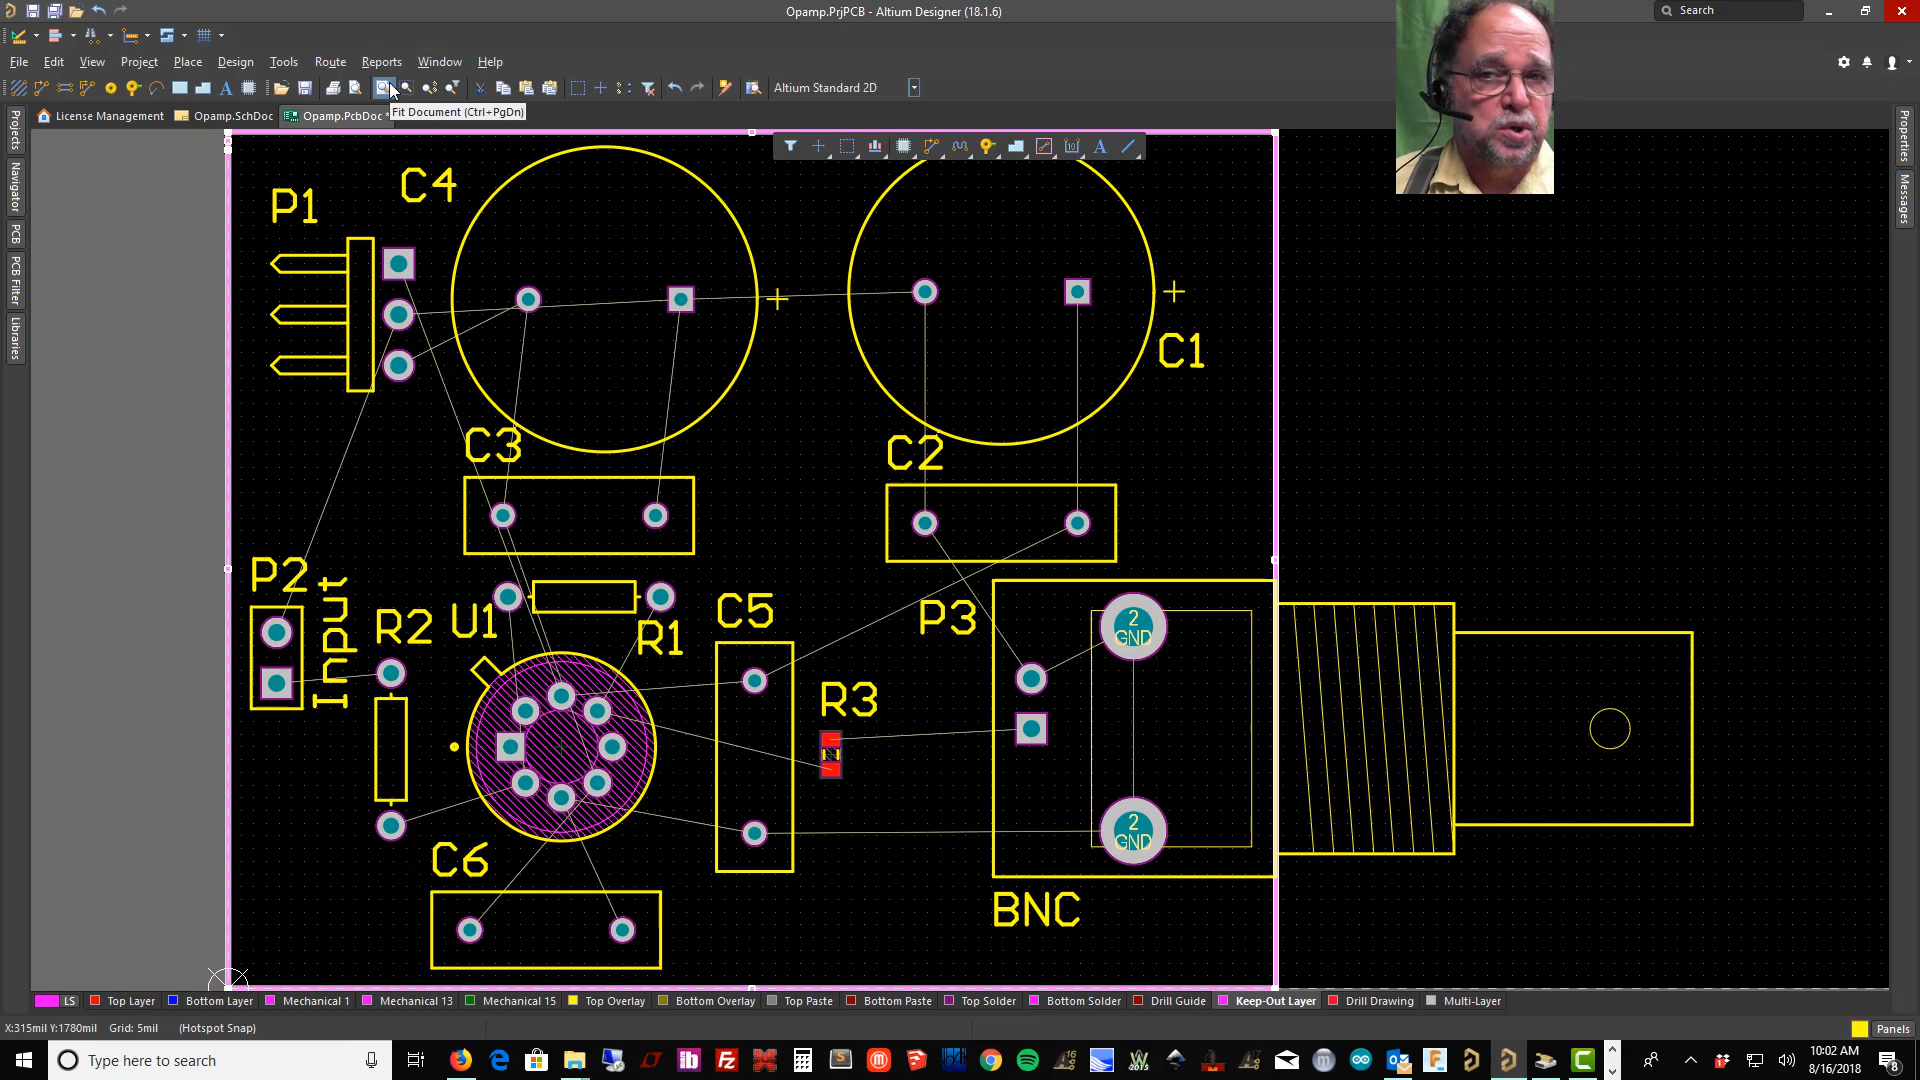 Opamp.PrjPCB - Altium Designer (18.1.6)
Search
File Edit View Project Place Design Tools Route Reports Window Help
Altium Standard 2D
License Management Opamp.SchDoc Opamp.PcbDoc *
Fit Document (Ctrl+PgDn)
Projects
Navigator
PCB
PCB Filter
Libraries
Properties
Messages
P1
C4
C1
C3
C2
P2
Input
R2
U1
R1
C5
P3
2
GND
R3
2
GND
C6
BNC
LS Top Layer Bottom Layer Mechanical 1 Mechanical 13 Mechanical 15 Top Overlay Bottom Overlay Top Paste Bottom Paste Top Solder Bottom Solder Drill Guide Keep-Out Layer Drill Drawing Multi-Layer
X:315mil Y:1780mil Grid: 5mil (Hotspot Snap)
Panels
Type here to search
10:02 AM
8/16/2018
8